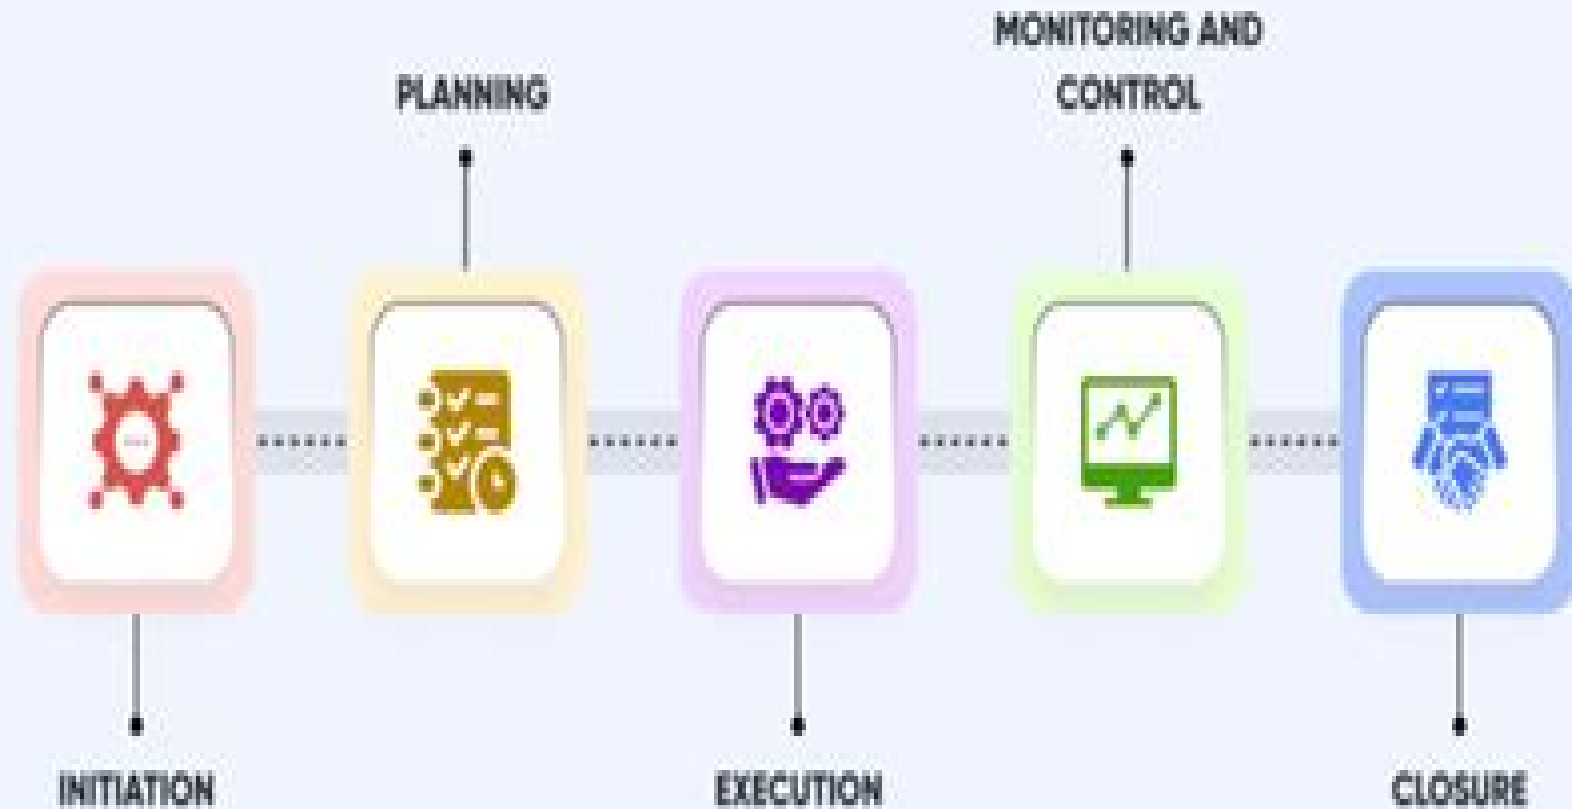 MONITORING AND
CONTROL
PLANNING
INITIATION
EXECUTION
CLOSURE